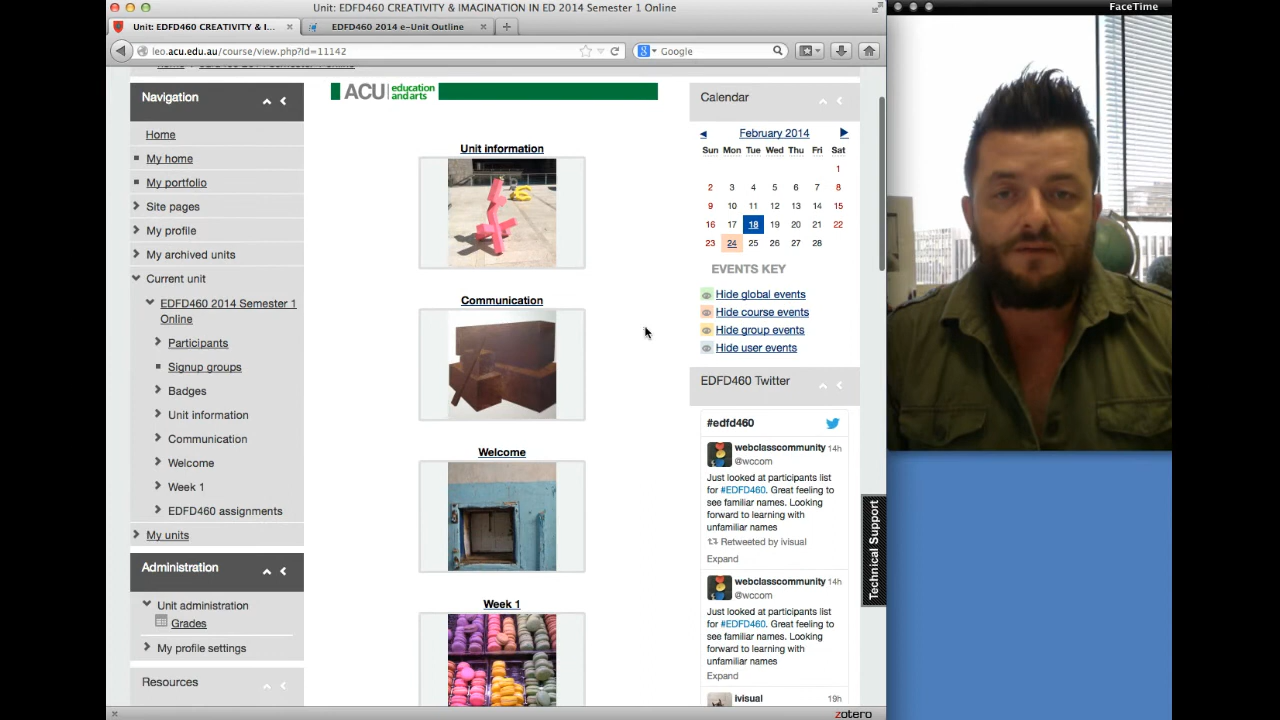 Unit: EDFD460 CREATIVITY & IMAGINATION IN ED 2014 Semester 1 Online
Unit: EDFD460 CREATIVITY & I...
EDFD460 2014 e-Unit Outline
leo.acu.edu.au/course/view.php?id=11142
Google
FaceTime
Navigation
Home
My home
My portfolio
Site pages
My profile
My archived units
Current unit
EDFD460 2014 Semester 1
Online
Participants
Signup groups
Badges
Unit information
Communication
Welcome
Week 1
EDFD460 assignments
My units
Administration
Unit administration
Grades
My profile settings
Resources
ACU education
and arts
Unit information
Communication
Welcome
Week 1
Calendar
February 2014
Sun Mon Tue Wed Thu Fri Sat
1
2 3 4 5 6 7 8
9 10 11 12 13 14 15
16 17 18 19 20 21 22
23 24 25 26 27 28
EVENTS KEY
Hide global events
Hide course events
Hide group events
Hide user events
EDFD460 Twitter
#edfd460
webclasscommunity 14h
@wccom
Just looked at participants list
for #EDFD460. Great feeling to
see familiar names. Looking
forward to learning with
unfamiliar names
Retweeted by ivisual
Expand
webclasscommunity 14h
@wccom
Just looked at participants list
for #EDFD460. Great feeling to
see familiar names. Looking
forward to learning with
unfamiliar names
Expand
ivisual 19h
Technical Support
zotero